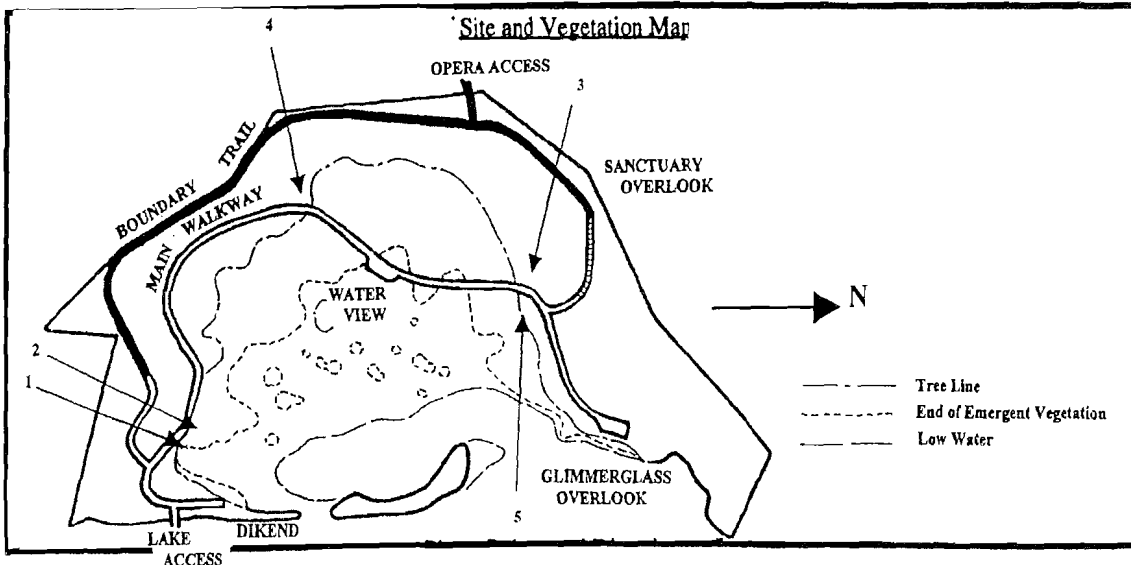 Site and Vegetation Map
4
OPERA ACCESS
3
TRAIL
BOUNDARY
SANCTUARY
OVERLOOK
WALKWAY
MAIN
WATER
VIEW
N
2
1
Tree Line
End of Emergent Vegetation
Low Water
GLIMMERGLASS
OVERLOOK
5
LAKE
ACCESS
DIKEND